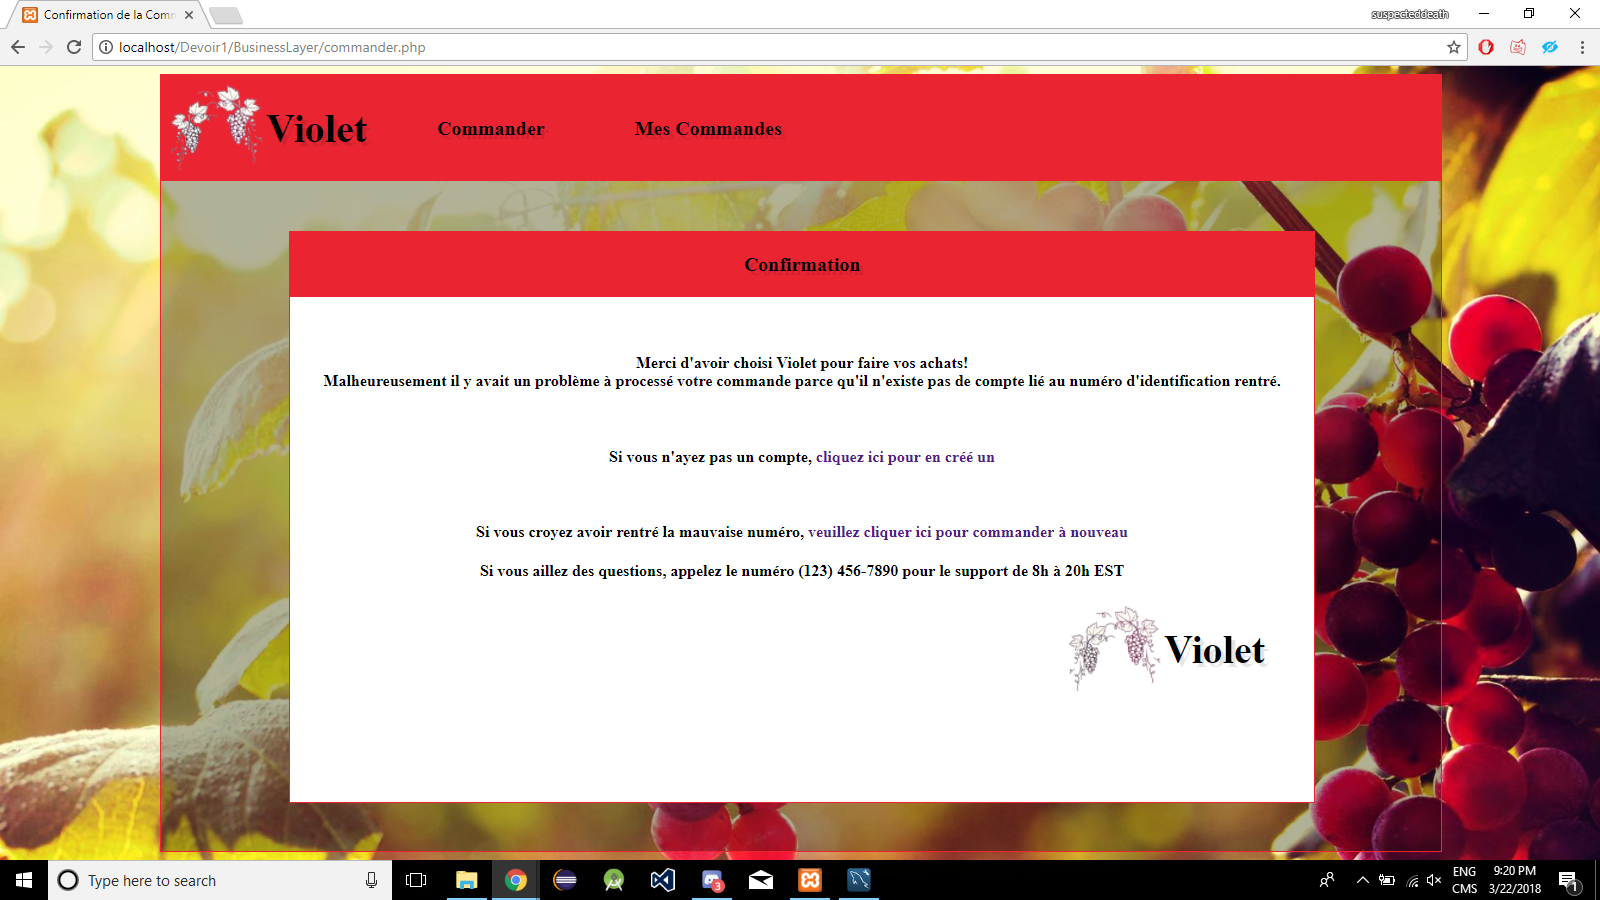 Confirmation de la Comm
suspecteddeath
localhost/Devoir1/BusinessLayer/commander.php
Violet
Commander
Mes Commandes
Confirmation
Merci d'avoir choisi Violet pour faire vos achats!
Malheureusement il y avait un problème à processé votre commande parce qu'il n'existe pas de compte lié au numéro d'identification rentré.
Si vous n'ayez pas un compte, cliquez ici pour en créé un
Si vous croyez avoir rentré la mauvaise numéro, veuillez cliquer ici pour commander à nouveau
Si vous aillez des questions, appelez le numéro (123) 456-7890 pour le support de 8h à 20h EST
Violet
Type here to search
3
ENG
CMS
9:20 PM
3/22/2018
1